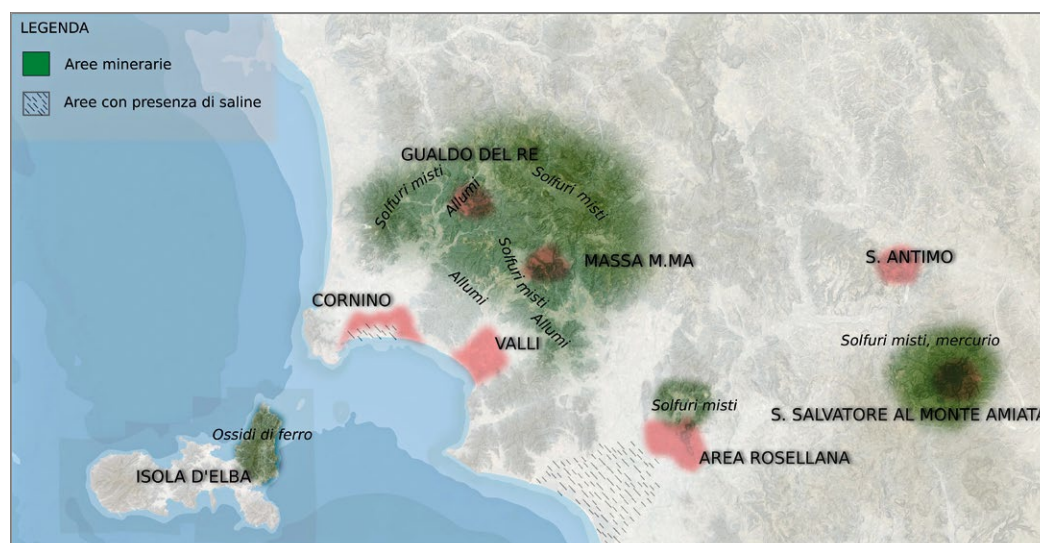 LEGENDA
Aree minerarie
Aree con presenza di saline
GUALDO DEL RE
Solfuri misti
Allumi
Solfuri misti
Solfuri misti
MASSA M.MA
S. ANTIMO
Allumi
CORNINO
Allumi
VALLI
Solfuri misti, mercurio
Solfuri misti
S. SALVATORE AL MONTE AMIATA
Ossidi di ferro
AREA ROSELLANA
ISOLA D'ELBA